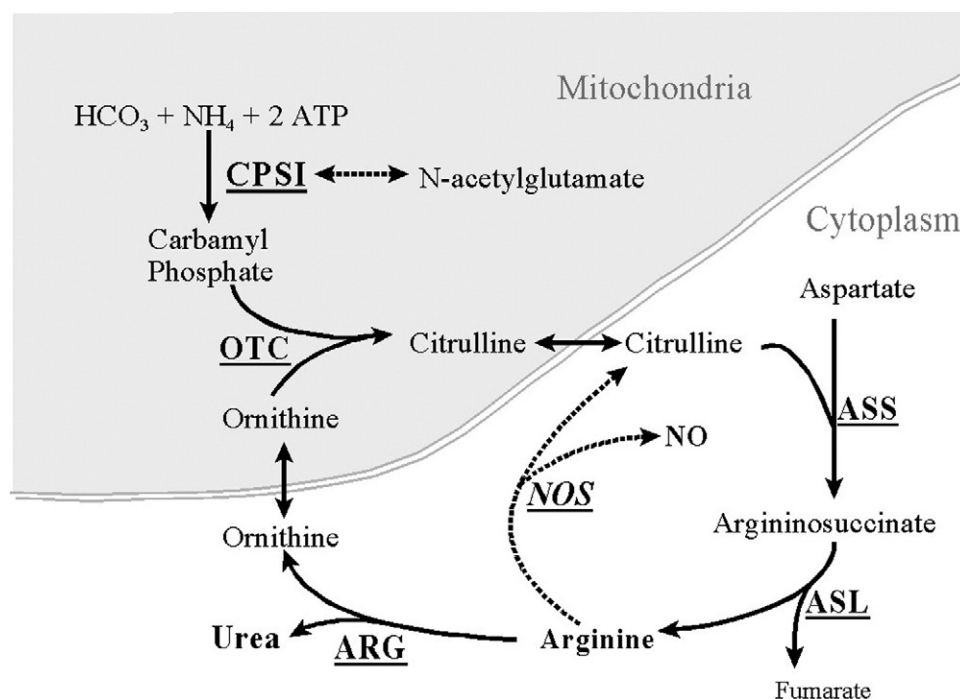 Mitochondria
HCO₃ + NH₄ + 2 ATP
CPSI
N-acetylglutamate
Cytoplasm
Carbamyl
Phosphate
Aspartate
OTC
Citrulline
Citrulline
ASS
Ornithine
NO
NOS
Ornithine
Argininosuccinate
ASL
Urea
ARG
Arginine
Fumarate